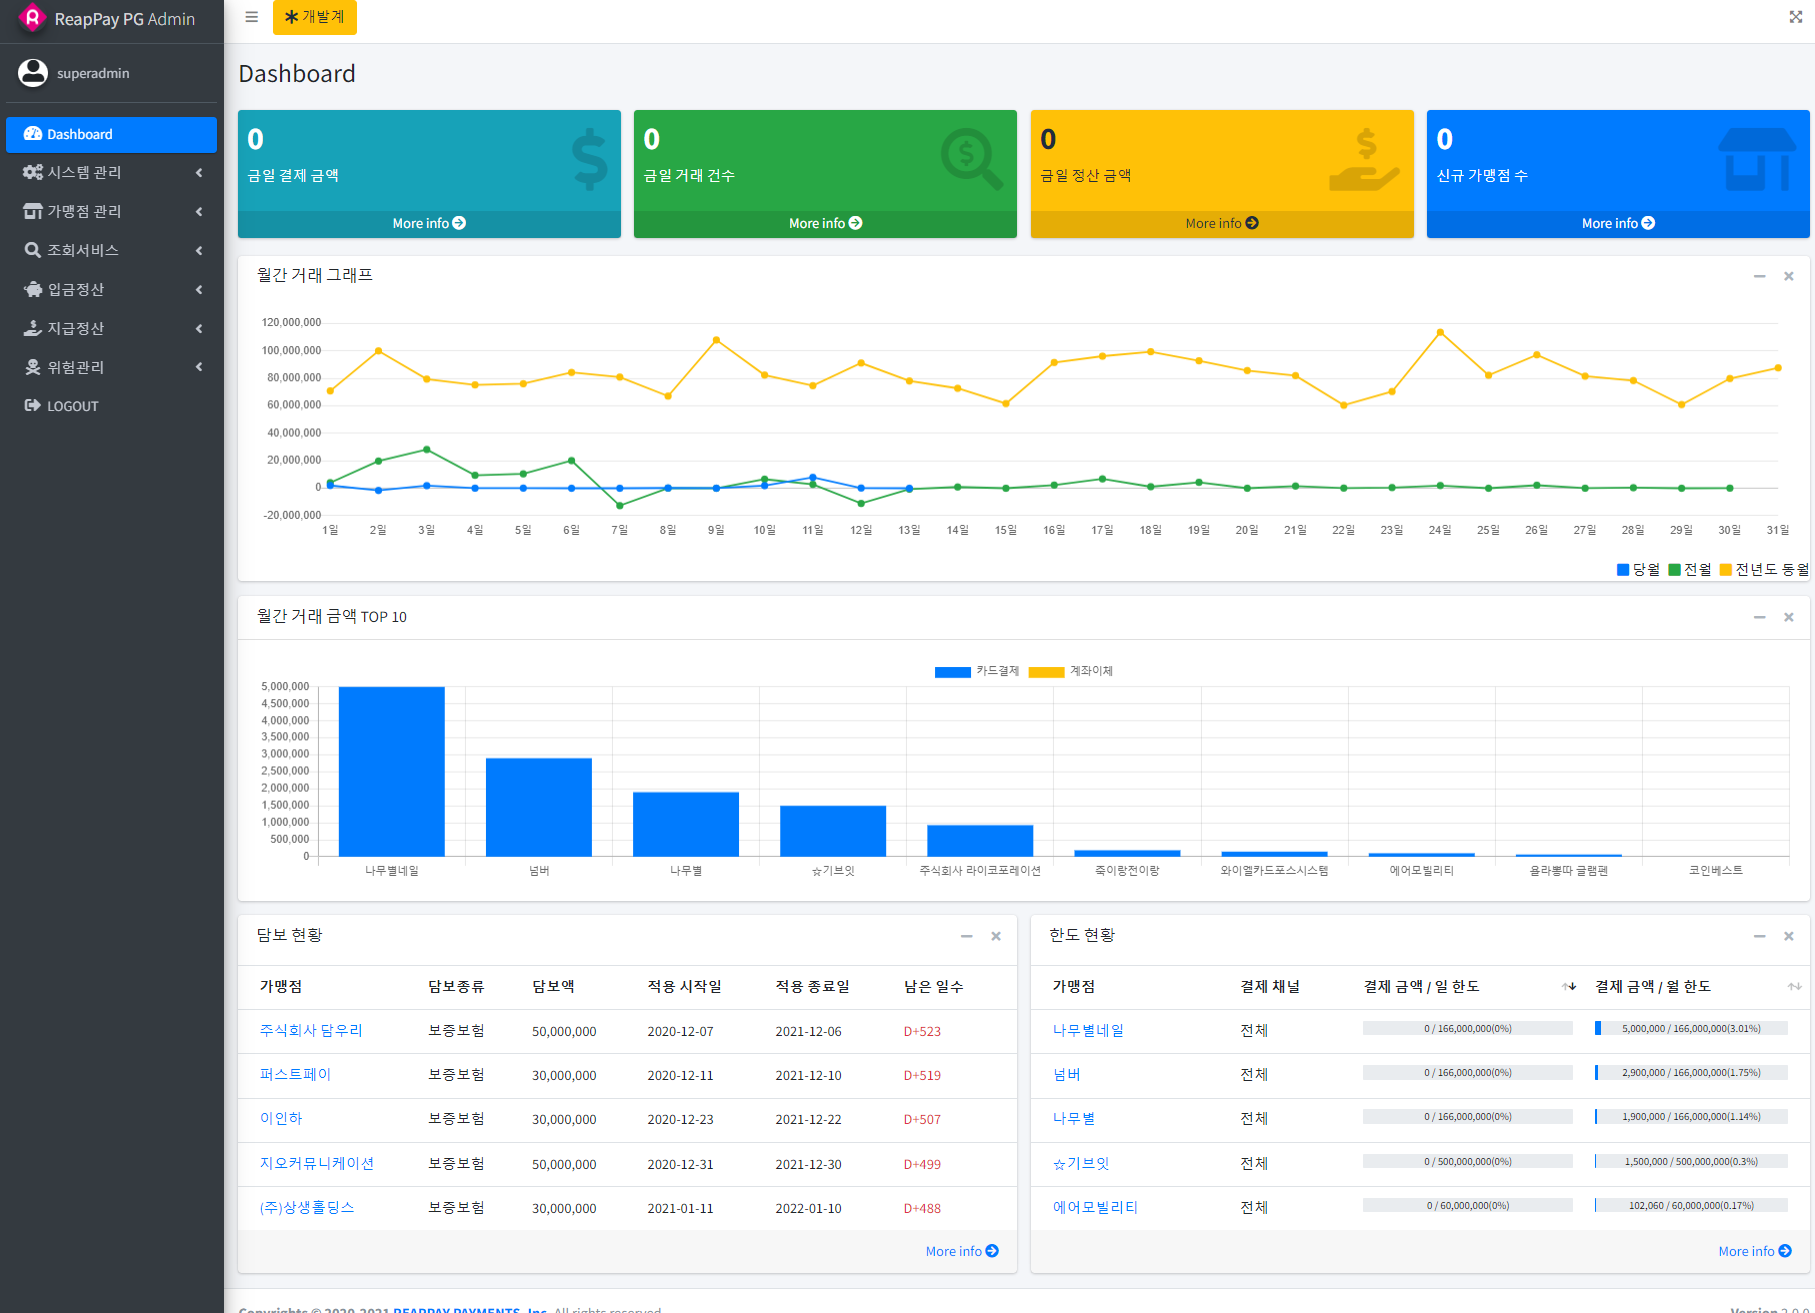 ReapPay PG Admin
superadmin
Dashboard
시스템 관리
가맹점 관리
조회서비스
입금정산
지급정산
위험관리
LOGOUT
개발계
Dashboard
0
금일 결제 금액
More info
0
금일 거래 건수
More info
0
금일 정산 금액
More info
0
신규 가맹점 수
More info
월간 거래 그래프
120,000,000
100,000,000
80,000,000
60,000,000
40,000,000
20,000,000
0
-20,000,000
1일 2일 3일 4일 5일 6일 7일 8일 9일 10일 11일 12일 13일 14일 15일 16일 17일 18일 19일 20일 21일 22일 23일 24일 25일 26일 27일 28일 29일 30일 31일
당월 전월 전년도 동월
월간 거래 금액 TOP 10
카드결제 계좌이체
5,000,000
4,500,000
4,000,000
3,500,000
3,000,000
2,500,000
2,000,000
1,500,000
1,000,000
500,000
0
나무별네일 넘버 나무별 ☆기브잇 주식회사 라이코포레이션 죽이랑전이랑 와이엘카드포스시스템 에어모빌리티 욜라뽕따 글램펜 코인베스트
담보 현황
가맹점 담보종류 담보액 적용 시작일 적용 종료일 남은 일수
주식회사 담우리 보증보험 50,000,000 2020-12-07 2021-12-06 D+523
퍼스트페이 보증보험 30,000,000 2020-12-11 2021-12-10 D+519
이인하 보증보험 30,000,000 2020-12-23 2021-12-22 D+507
지오커뮤니케이션 보증보험 50,000,000 2020-12-31 2021-12-30 D+499
(주)상생홀딩스 보증보험 30,000,000 2021-01-11 2022-01-10 D+488
More info
한도 현황
가맹점 결제 채널 결제 금액 / 일 한도 결제 금액 / 월 한도
나무별네일 전체 0 / 166,000,000(0%) 5,000,000 / 166,000,000(3.01%)
넘버 전체 0 / 166,000,000(0%) 2,900,000 / 166,000,000(1.75%)
나무별 전체 0 / 166,000,000(0%) 1,900,000 / 166,000,000(1.14%)
☆기브잇 전체 0 / 500,000,000(0%) 1,500,000 / 500,000,000(0.3%)
에어모빌리티 전체 0 / 60,000,000(0%) 102,060 / 60,000,000(0.17%)
More info
Copyrights © 2020-2021 REAPPAY PAYMENTS, Inc. All rights reserved.
Version